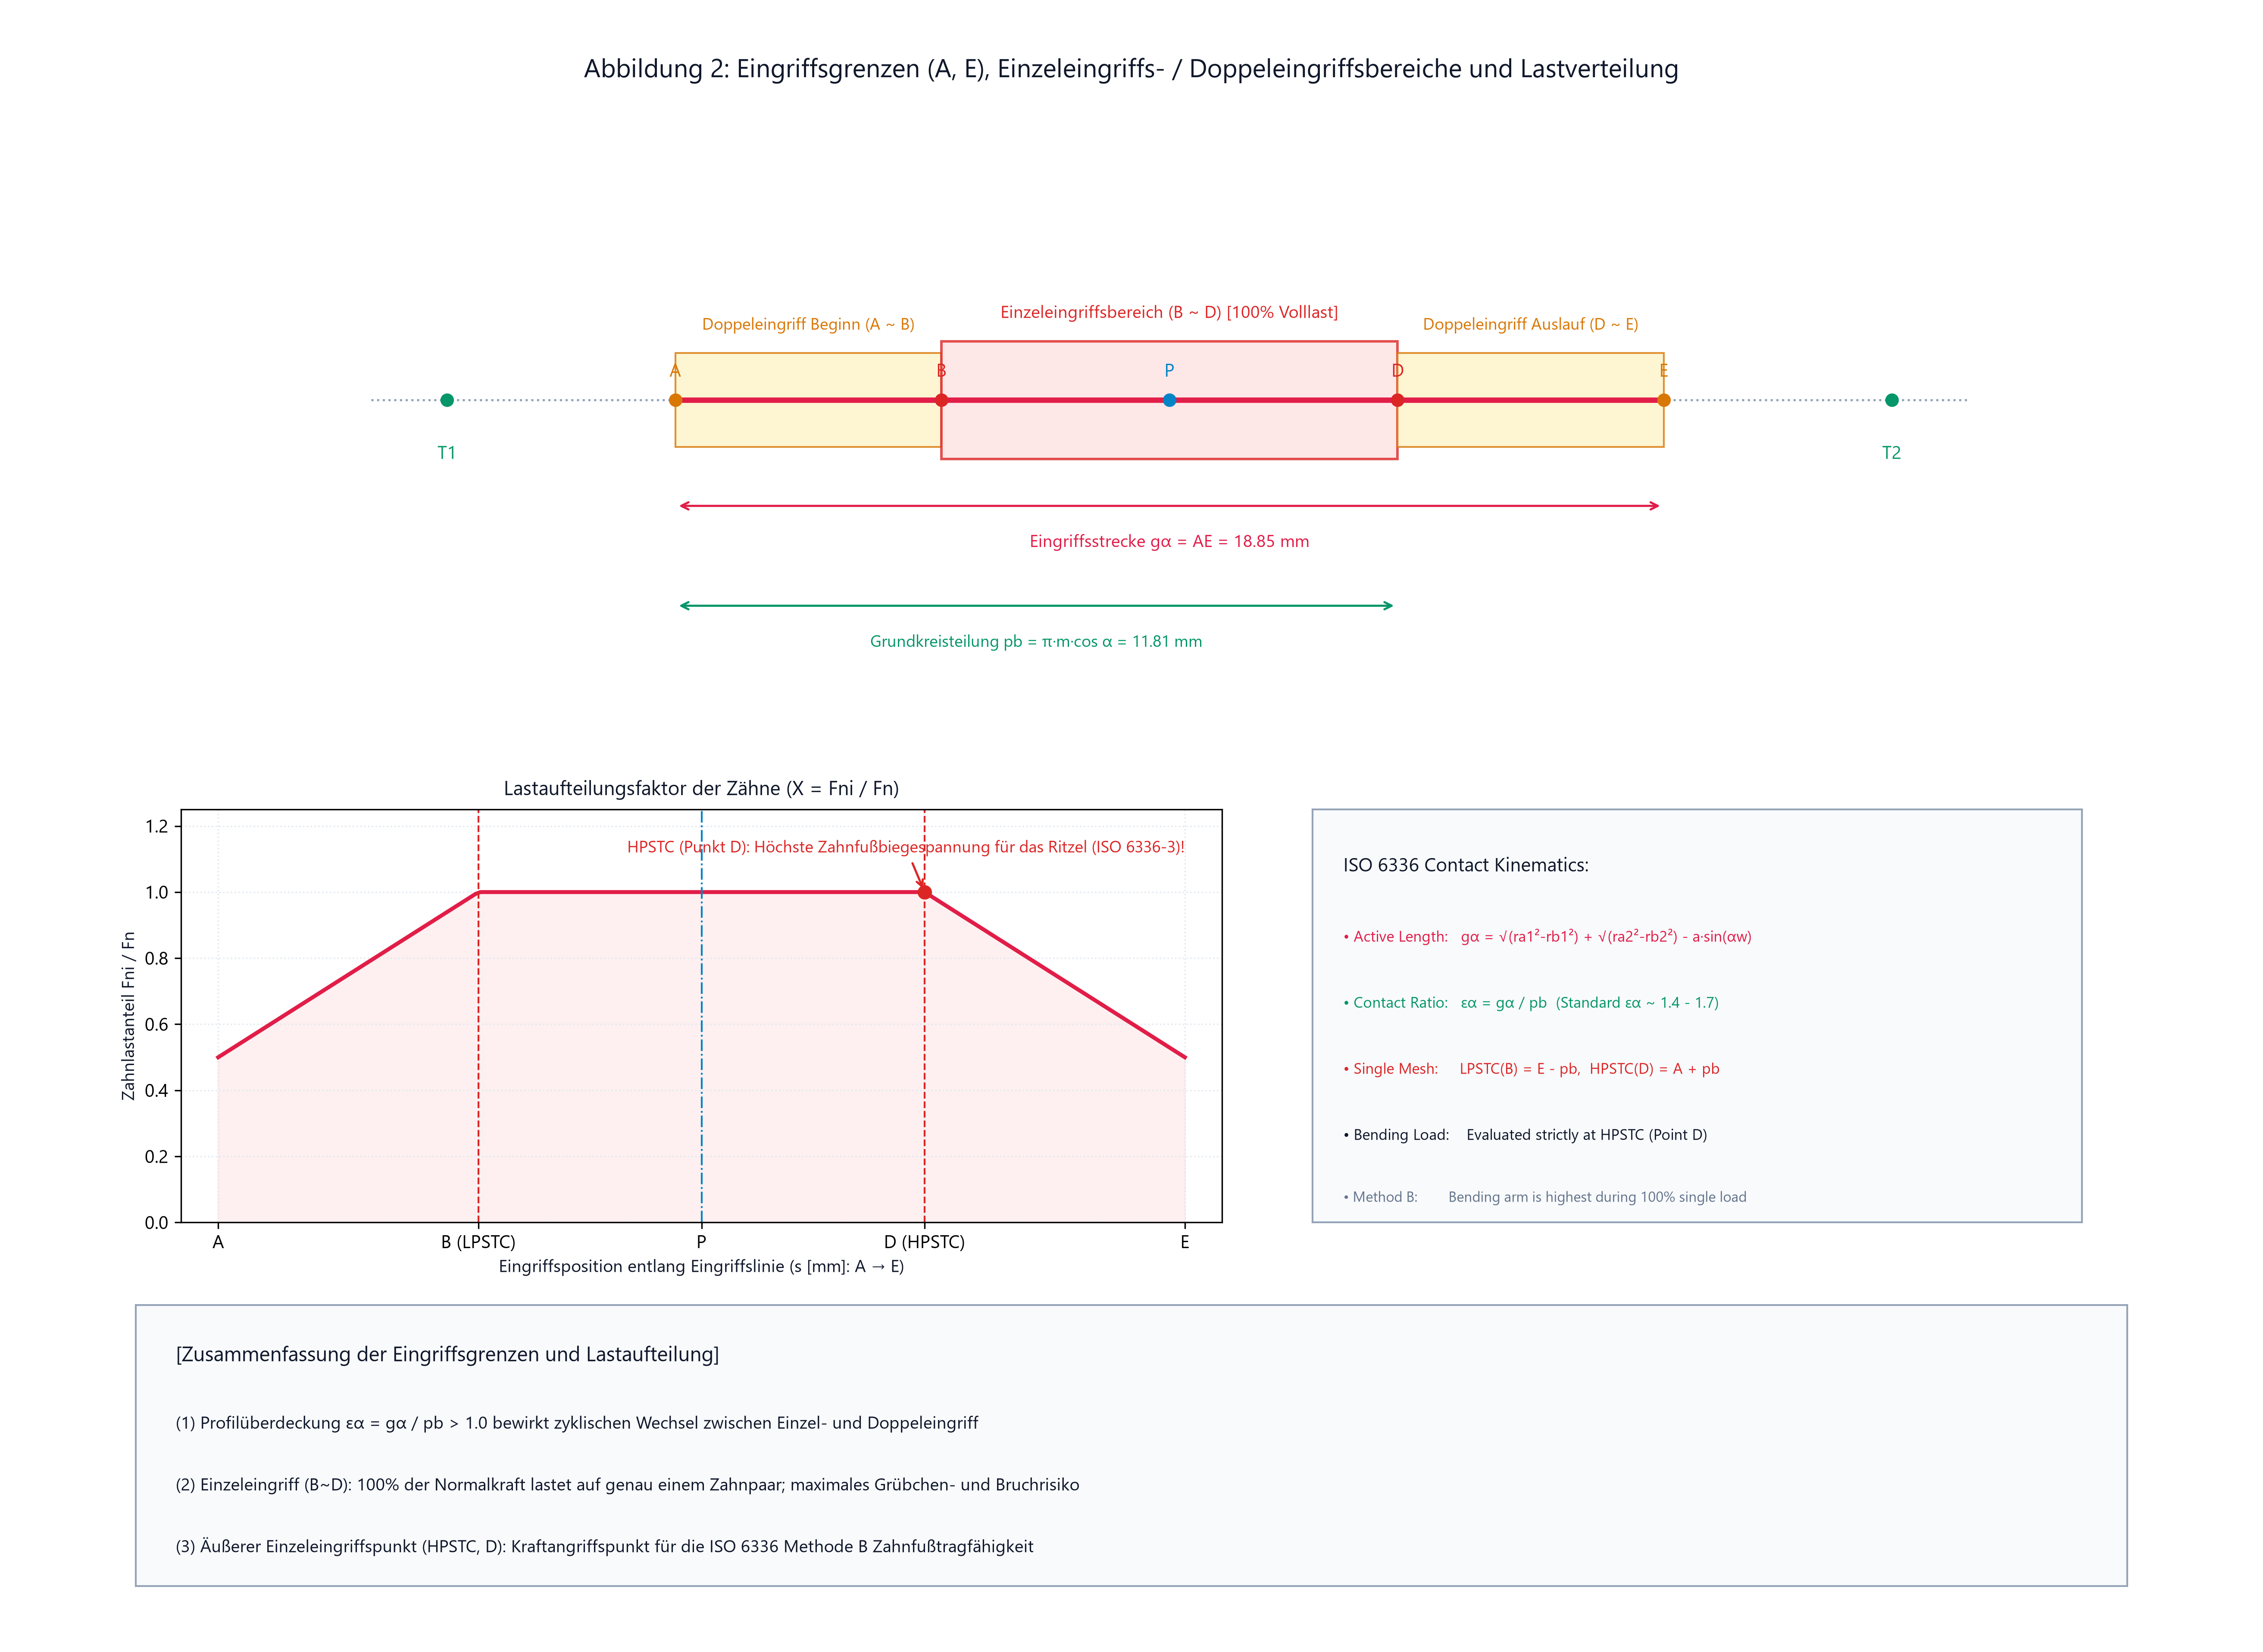 Abbildung 2: Eingriffsgrenzen (A, E), Einzeleingriffs- / Doppeleingriffsbereiche und Lastverteilung
Doppeleingriff Beginn (A ~ B)
Einzeleingriffsbereich (B ~ D) [100% Volllast]
Doppeleingriff Auslauf (D ~ E)
A
B
P
D
E
T1
T2
Eingriffsstrecke gα = AE = 18.85 mm
Grundkreisteilung pb = π·m·cos α = 11.81 mm
Lastaufteilungsfaktor der Zähne (X = Fni / Fn)
HPSTC (Punkt D): Höchste Zahnfußbiegespannung für das Ritzel (ISO 6336-3)!
Zahnlastanteil Fni / Fn
1.2
1.0
0.8
0.6
0.4
0.2
0.0
A
B (LPSTC)
P
D (HPSTC)
E
Eingriffsposition entlang Eingriffslinie (s [mm]: A → E)
ISO 6336 Contact Kinematics:
• Active Length: gα = √(ra1²-rb1²) + √(ra2²-rb2²) - a·sin(αw)
• Contact Ratio: εα = gα / pb (Standard εα ~ 1.4 - 1.7)
• Single Mesh: LPSTC(B) = E - pb, HPSTC(D) = A + pb
• Bending Load: Evaluated strictly at HPSTC (Point D)
• Method B: Bending arm is highest during 100% single load
[Zusammenfassung der Eingriffsgrenzen und Lastaufteilung]
(1) Profilüberdeckung εα = gα / pb > 1.0 bewirkt zyklischen Wechsel zwischen Einzel- und Doppeleingriff
(2) Einzeleingriff (B~D): 100% der Normalkraft lastet auf genau einem Zahnpaar; maximales Grübchen- und Bruchrisiko
(3) Äußerer Einzeleingriffspunkt (HPSTC, D): Kraftangriffspunkt für die ISO 6336 Methode B Zahnfußtragfähigkeit